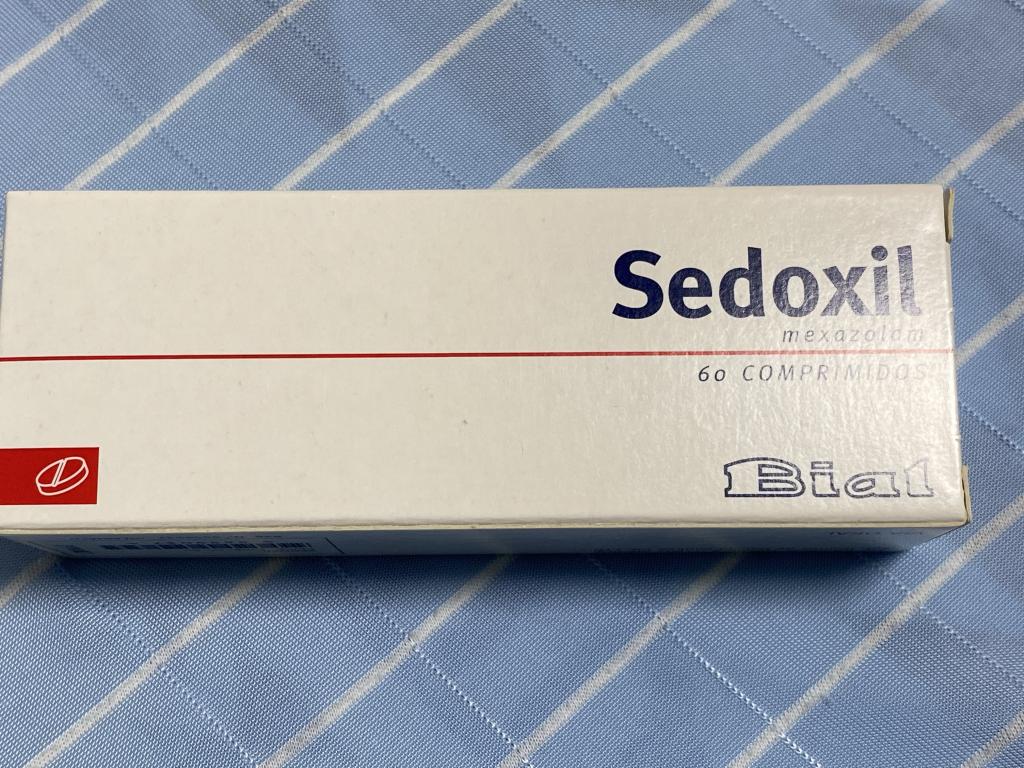 Sedoxil
mexazolam
60 COMPRIMIDOS
Bial